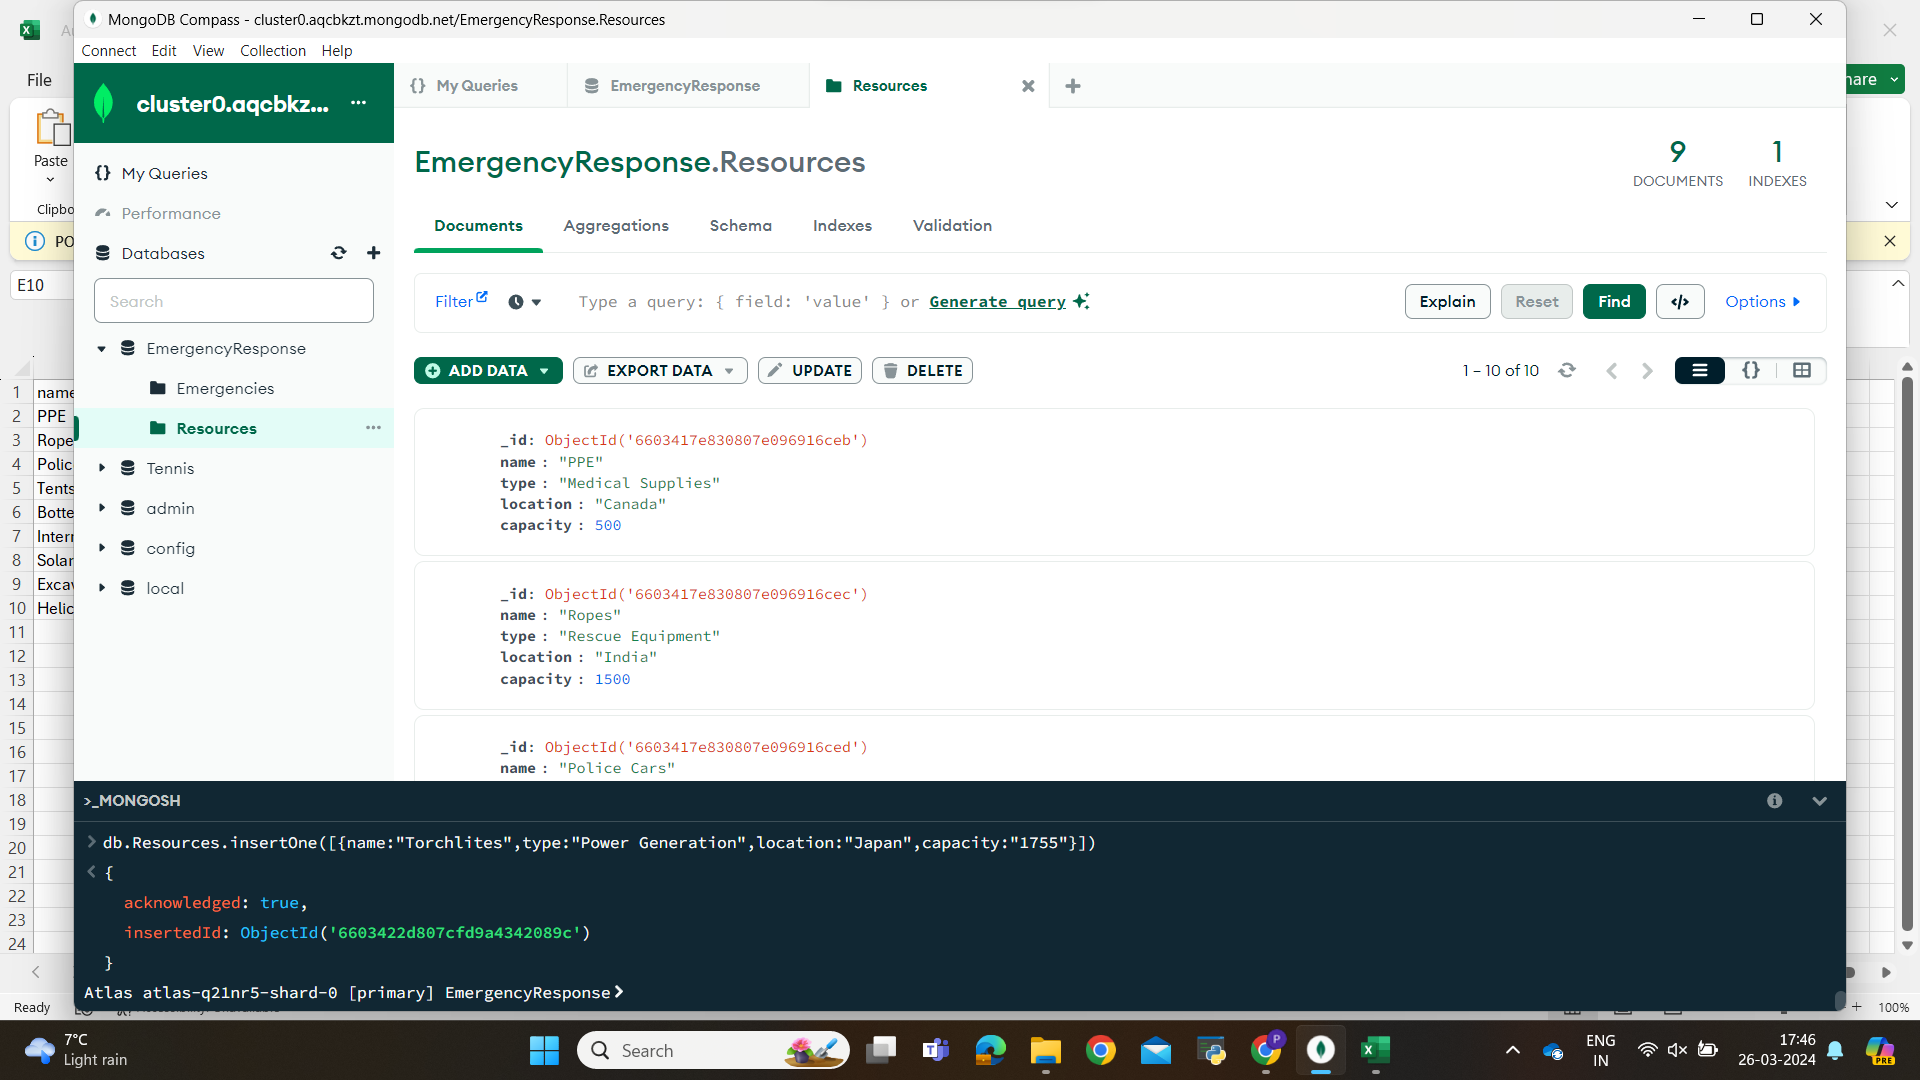 MongoDB Compass - cluster0.aqcbkzt.mongodb.net/EmergencyResponse.Resources
Connect Edit View Collection Help
File
cluster0.aqcbkz... ···
{} My Queries
EmergencyResponse
Resources
Paste
Clipbo
PO
E10
My Queries
Performance
Databases
Search
EmergencyResponse
Emergencies
Resources
Tennis
admin
config
local
EmergencyResponse.Resources
9
DOCUMENTS
1
INDEXES
Documents Aggregations Schema Indexes Validation
Filter
Type a query: { field: 'value' } or Generate query
Explain Reset Find </> Options
ADD DATA EXPORT DATA UPDATE DELETE
1 – 10 of 10
_id: ObjectId('6603417e830807e096916ceb')
name : "PPE"
type : "Medical Supplies"
location : "Canada"
capacity : 500
_id: ObjectId('6603417e830807e096916cec')
name : "Ropes"
type : "Rescue Equipment"
location : "India"
capacity : 1500
_id: ObjectId('6603417e830807e096916ced')
name : "Police Cars"
1 name
2 PPE
3 Rope
4 Polic
5 Tents
6 Botte
7 Intern
8 Solar
9 Excav
10 Helic
11
12
13
14
15
16
17
18
19
20
21
22
23
24
>_MONGOSH
> db.Resources.insertOne([{name:"Torchlites",type:"Power Generation",location:"Japan",capacity:"1755"}])
< {
acknowledged: true,
insertedId: ObjectId('6603422d807cfd9a4342089c')
}
Atlas atlas-q21nr5-shard-0 [primary] EmergencyResponse>
Ready
100%
7°C
Light rain
Search
ENG
IN
17:46
26-03-2024
PRE